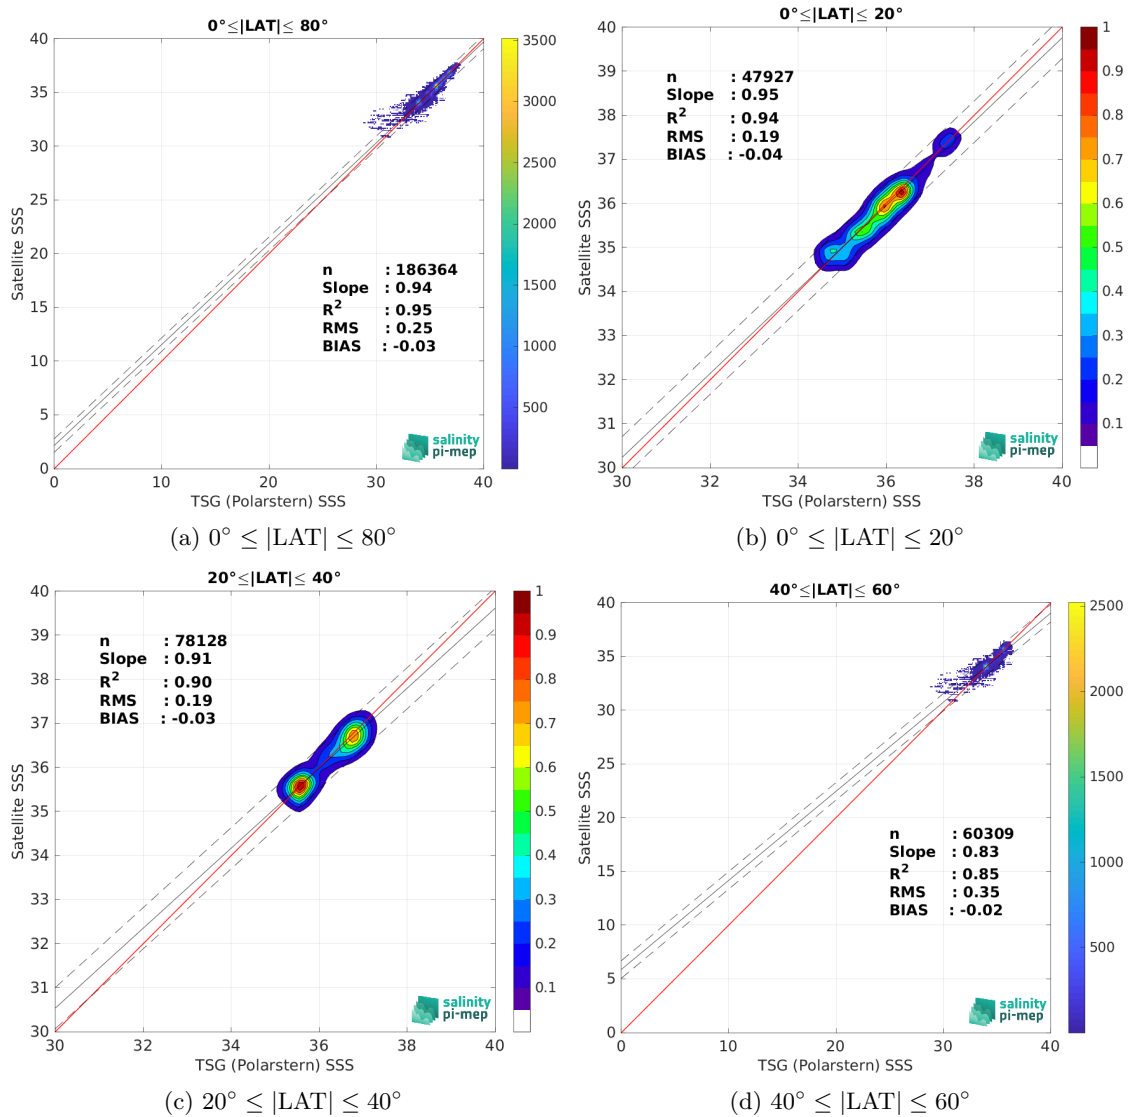 0°≤|LAT|≤ 80°
Satellite SSS
40
35
30
25
20
15
10
5
0
0 10 20 30 40
TSG (Polarstern) SSS
n : 186364
Slope : 0.94
R² : 0.95
RMS : 0.25
BIAS : -0.03
3500
3000
2500
2000
1500
1000
500
salinity
pi-mep
(a) 0° ≤ |LAT| ≤ 80°
0°≤|LAT|≤ 20°
Satellite SSS
40
39
38
37
36
35
34
33
32
31
30
30 32 34 36 38 40
TSG (Polarstern) SSS
n : 47927
Slope : 0.95
R² : 0.94
RMS : 0.19
BIAS : -0.04
1
0.9
0.8
0.7
0.6
0.5
0.4
0.3
0.2
0.1
salinity
pi-mep
(b) 0° ≤ |LAT| ≤ 20°
20°≤|LAT|≤ 40°
Satellite SSS
40
39
38
37
36
35
34
33
32
31
30
30 32 34 36 38 40
TSG (Polarstern) SSS
n : 78128
Slope : 0.91
R² : 0.90
RMS : 0.19
BIAS : -0.03
1
0.9
0.8
0.7
0.6
0.5
0.4
0.3
0.2
0.1
salinity
pi-mep
(c) 20° ≤ |LAT| ≤ 40°
40°≤|LAT|≤ 60°
Satellite SSS
40
35
30
25
20
15
10
5
0
0 10 20 30 40
TSG (Polarstern) SSS
n : 60309
Slope : 0.83
R² : 0.85
RMS : 0.35
BIAS : -0.02
2500
2000
1500
1000
500
salinity
pi-mep
(d) 40° ≤ |LAT| ≤ 60°